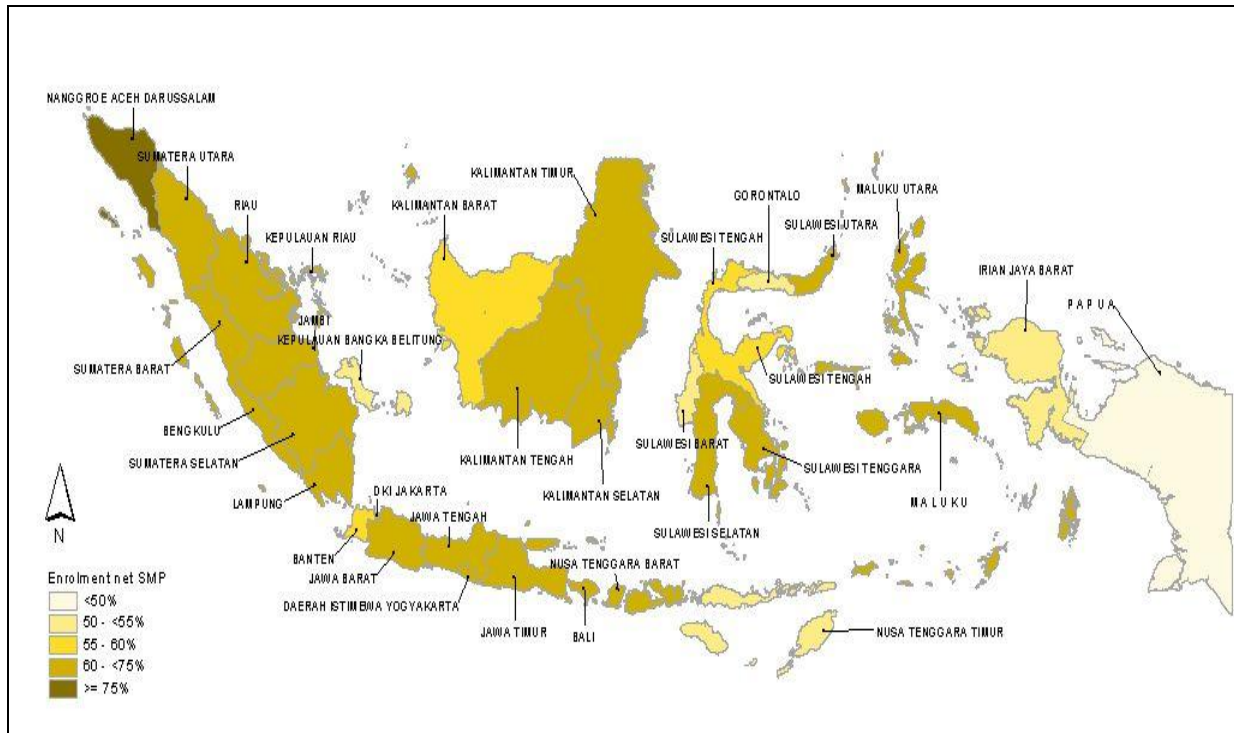 NANGGROE ACEH DARUSSALAM
SUMATERA UTARA
KALIMANTAN TIMUR
MALUKU UTARA
GORONTALO
RIAU
KALIMANTAN BARAT
SULAWESI UTARA
KEPULAUAN RIAU
SULAWESI TENGAH
IRIAN JAYA BARAT
PAPUA
JAMBI
KEPULAUAN BANGKA BELITUNG
SUMATERA BARAT
SULAWESI TENGAH
BENGKULU
SULAWESI BARAT
SUMATERA SELATAN
KALIMANTAN TENGAH
SULAWESI TENGGARA
KALIMANTAN SELATAN
MALUKU
LAMPUNG
DKI JAKARTA
JAWA TENGAH
SULAWESI SELATAN
N
BANTEN
NUSA TENGGARA BARAT
JAWA BARAT
DAERAH ISTIMEWA YOGYAKARTA
JAWA TIMUR
BALI
NUSA TENGGARA TIMUR
Enrolment net SMP
<50%
50 - <55%
55 - 60%
60 - <75%
>= 75%